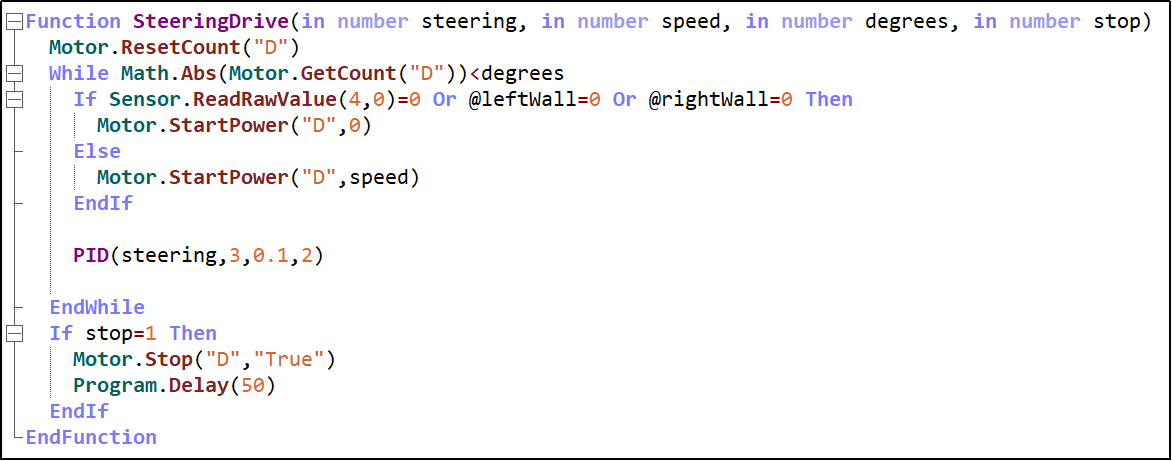 Function SteeringDrive(in number steering, in number speed, in number degrees, in number stop)
Motor.ResetCount("D")
While Math.Abs(Motor.GetCount("D"))<degrees
If Sensor.ReadRawValue(4,0)=0 Or @leftWall=0 Or @rightWall=0 Then
Motor.StartPower("D",0)
Else
Motor.StartPower("D",speed)
EndIf
PID(steering,3,0.1,2)
EndWhile
If stop=1 Then
Motor.Stop("D","True")
Program.Delay(50)
EndIf
EndFunction